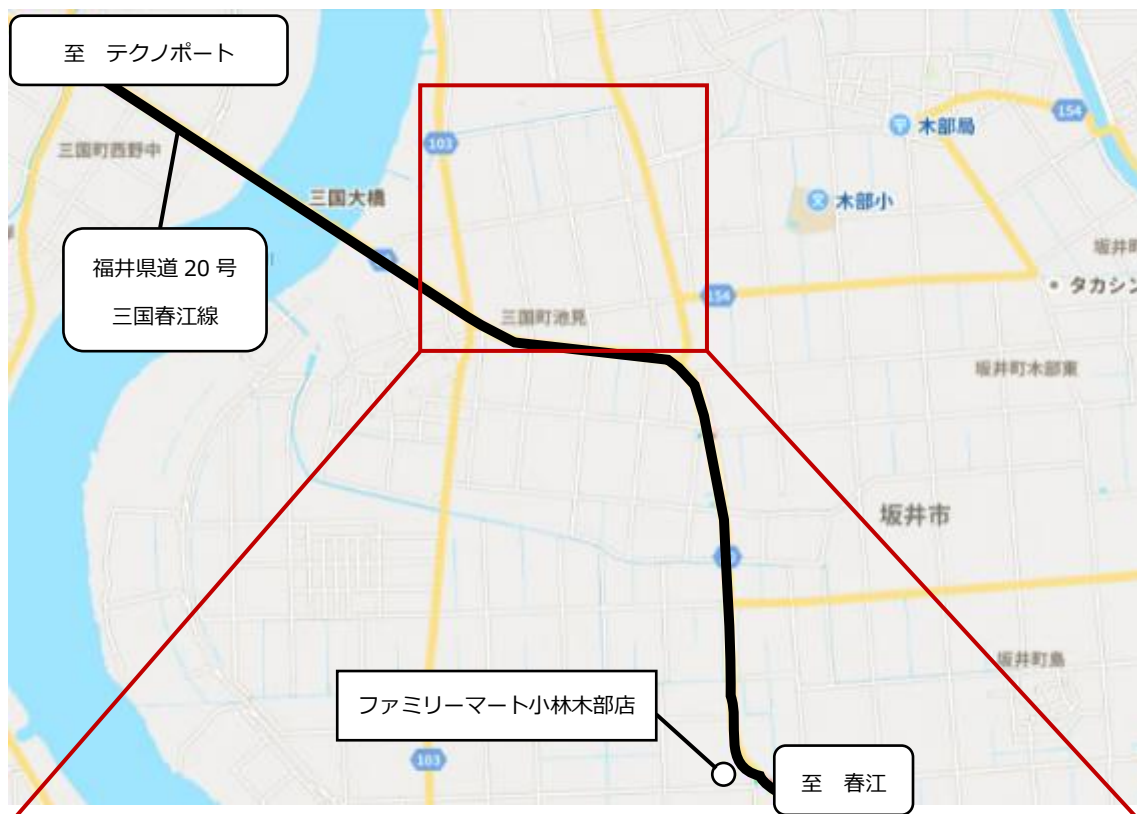 至 テクノポート
三国町西野中
103
154
木部局
三国大橋
木部小
福井県道 20 号
三国春江線
坂井町
タカシン
154
三国町池見
坂井町木部東
坂井市
坂井町島
ファミリーマート小林木部店
103
至 春江